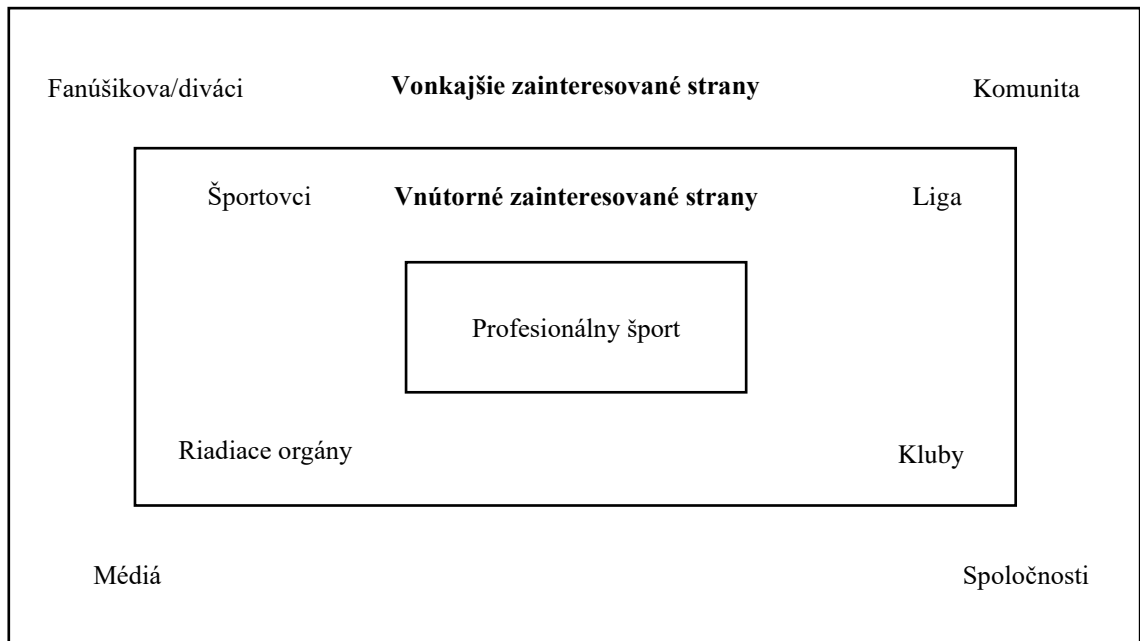 Fanúšikova/diváci
Vonkajšie zainteresované strany
Komunita
Športovci
Vnútorné zainteresované strany
Liga
Profesionálny šport
Riadiace orgány
Kluby
Médiá
Spoločnosti